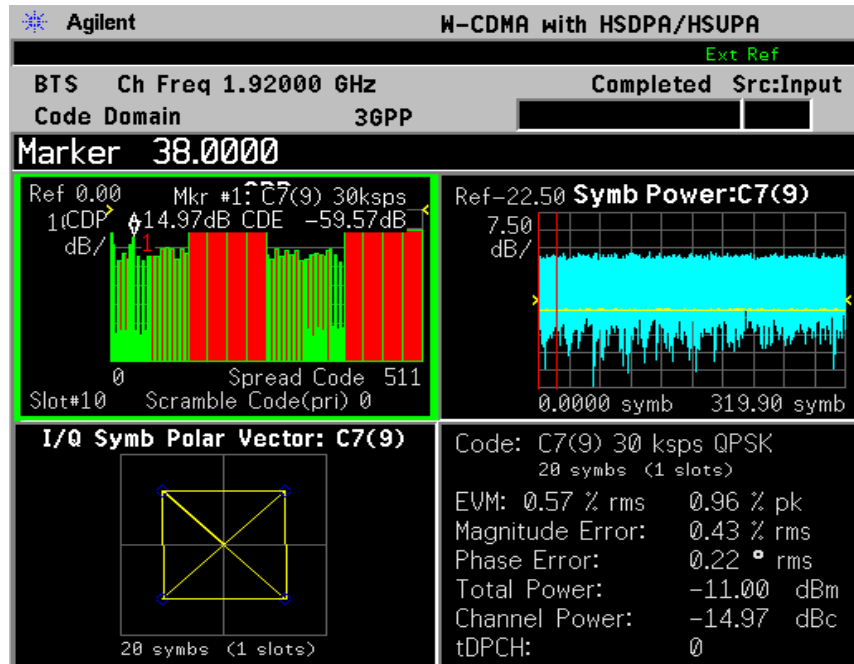 Agilent
W-CDMA with HSDPA/HSUPA
Ext Ref
BTS Ch Freq 1.92000 GHz Completed Src:Input
Code Domain 3GPP
Marker 38.0000
Ref 0.00 Mkr #1: C7(9) 30ksps
CDP -14.97dB CDE -59.57dB
dB/
1
0 Spread Code 511
Slot#10 Scramble Code(pri) 0
Ref-22.50 Symb Power:C7(9)
7.50
dB/
0.0000 symb 319.90 symb
I/Q Symb Polar Vector: C7(9)
20 symbs (1 slots)
Code: C7(9) 30 ksps QPSK
20 symbs (1 slots)
EVM: 0.57 % rms 0.96 % pk
Magnitude Error: 0.43 % rms
Phase Error: 0.22 ° rms
Total Power: -11.00 dBm
Channel Power: -14.97 dBc
tDPCH: 0